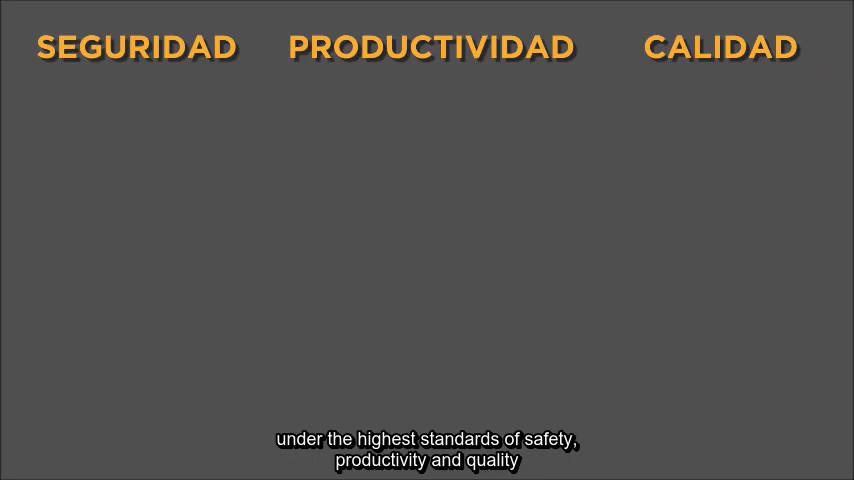 SEGURIDAD PRODUCTIVIDAD CALIDAD
under the highest standards of safety,
productivity and quality